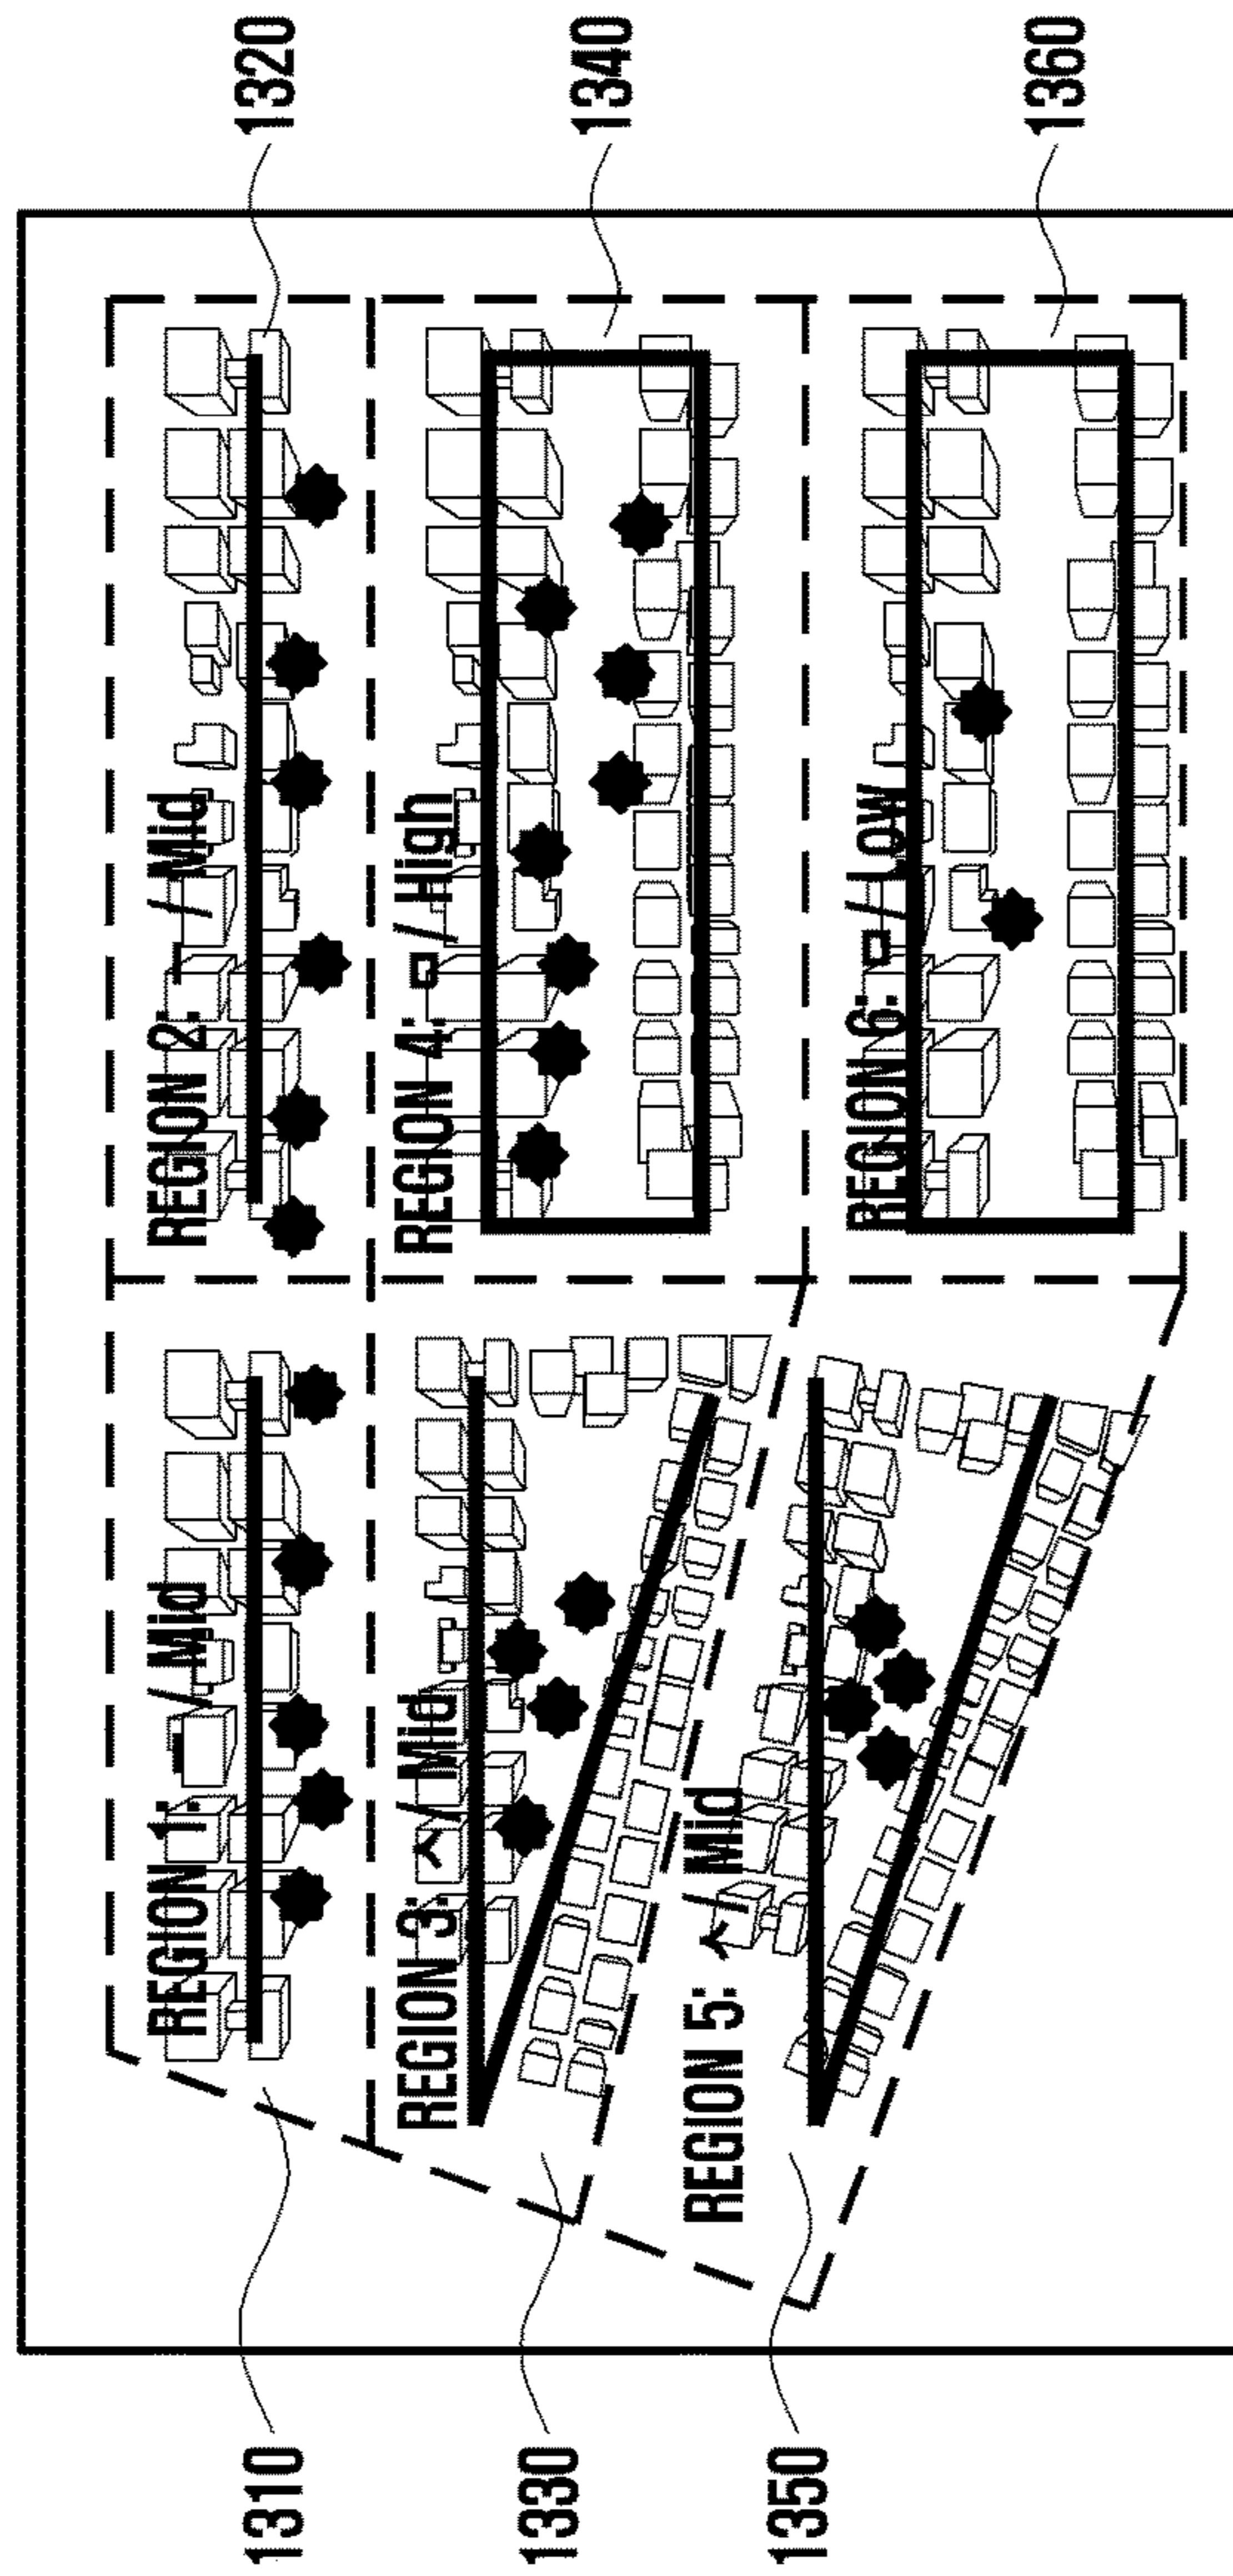 REGION 1: ㅡ / Mid
REGION 2: ㅡ / Mid
1310
1320
REGION 3: ㅅ / Mid
REGION 4: ㅁ / High
1330
1340
REGION 5: ㅅ / Mid
REGION 6: ㅁ / Low
1350
1360